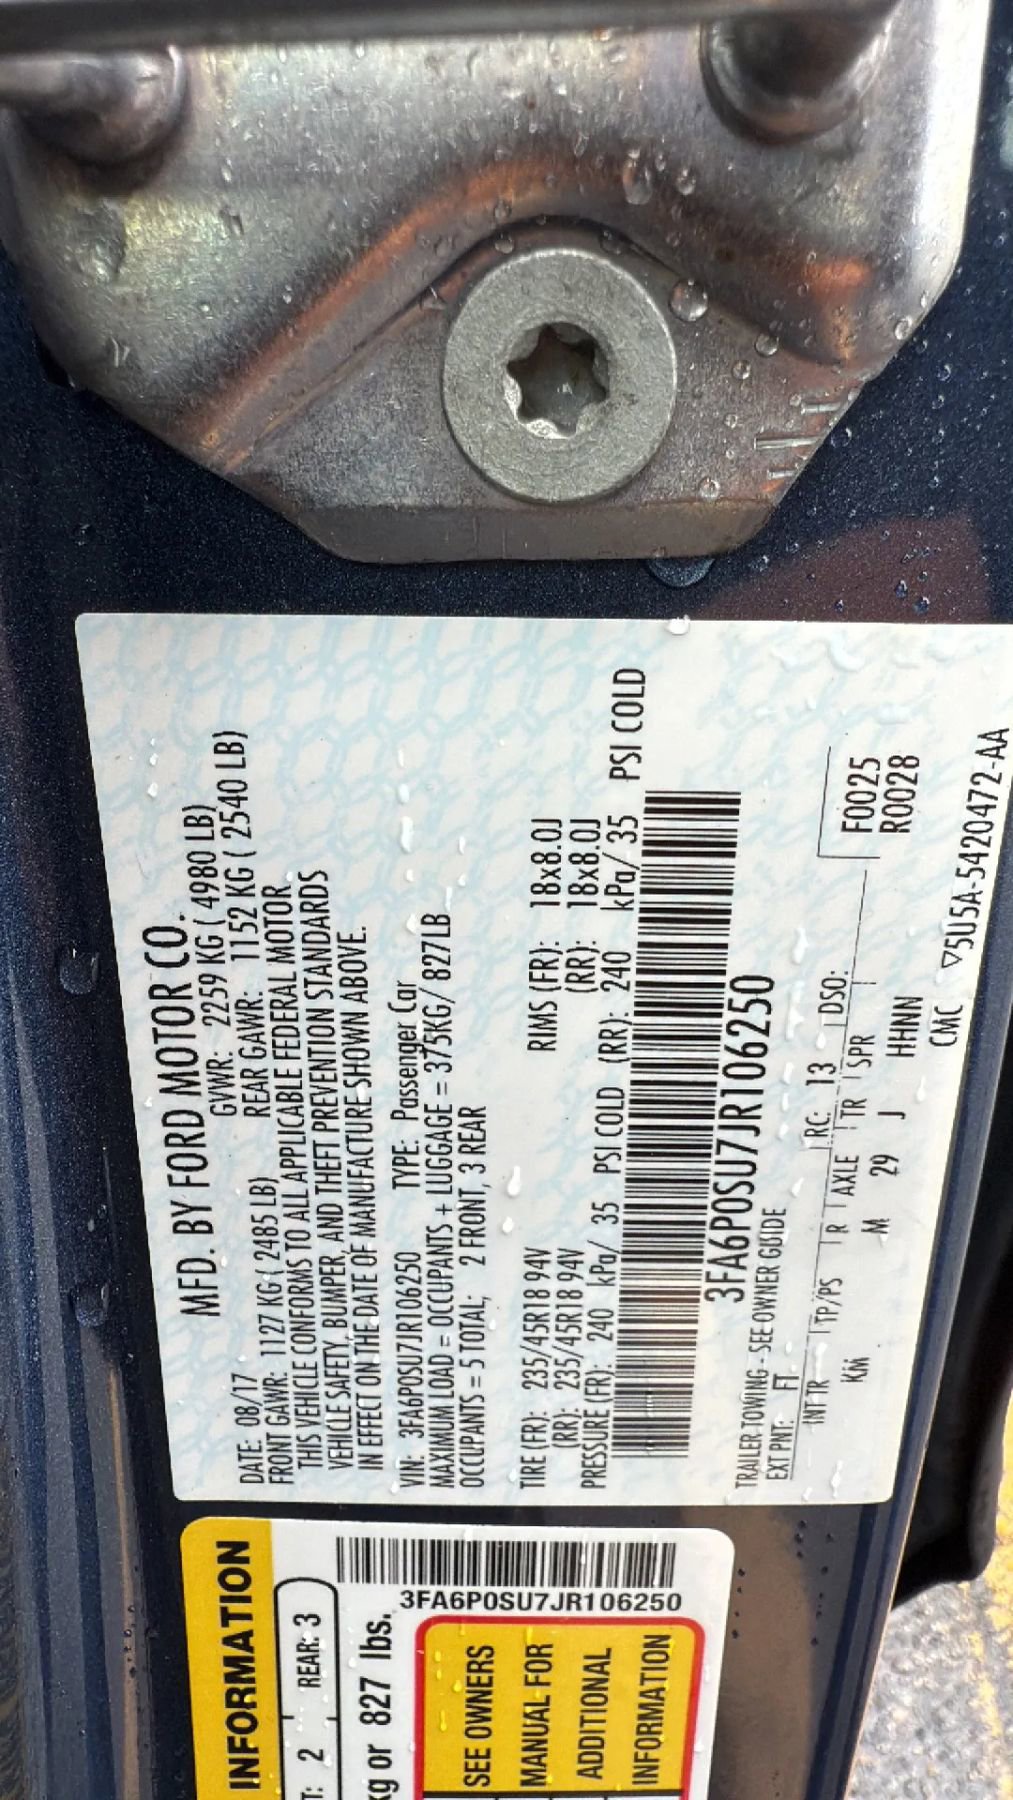 MFD. BY FORD MOTOR CO.
DATE: 08/17 GVWR: 2259 KG ( 4980 LB)
FRONT GAWR: 1127 KG ( 2485 LB) REAR GAWR: 1152 KG ( 2540 LB)
THIS VEHICLE CONFORMS TO ALL APPLICABLE FEDERAL MOTOR
VEHICLE SAFETY, BUMPER, AND THEFT PREVENTION STANDARDS
IN EFFECT ON THE DATE OF MANUFACTURE SHOWN ABOVE.
VIN: 3FA6P0SU7JR106250 TYPE: Passenger Car
MAXIMUM LOAD = OCCUPANTS + LUGGAGE = 375KG/ 827LB
OCCUPANTS = 5 TOTAL; 2 FRONT, 3 REAR
TIRE (FR): 235/45R18 94V RIMS (FR): 18x8.0J
(RR): 235/45R18 94V (RR): 18x8.0J
PRESSURE (FR): 240 kPa/ 35 PSI COLD (RR): 240 kPa/ 35 PSI COLD
3FA6P0SU7JR106250
TRAILER TOWING - SEE OWNER GUIDE
EXT PNT: FT RC: 13 DSO: F0025
R0028
INT TR TP/PS R AXLE TR SPR
KM M 29 J HHNN
CMC
▽5U5A-5420472-AA
INFORMATION
T: 2 REAR: 3
kg or 827 lbs.
3FA6P0SU7JR106250
SEE OWNERS
MANUAL FOR
ADDITIONAL
INFORMATION